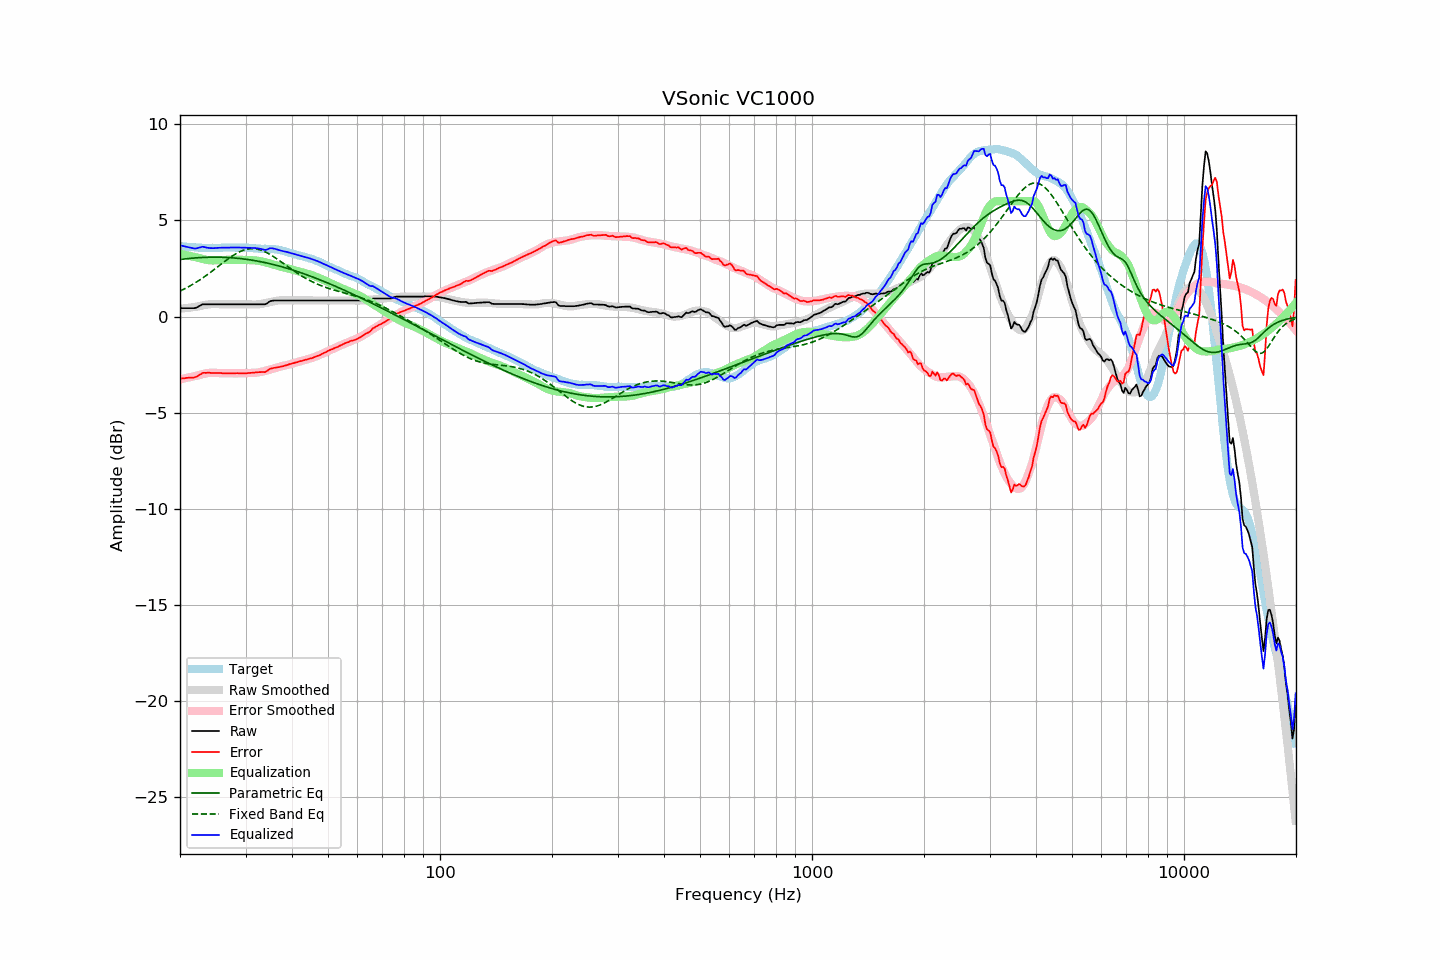 VSonic VC1000
10
5
0
−5
−10
−15
−20
−25
Amplitude (dBr)
100
1000
10000
Frequency (Hz)
Target
Raw Smoothed
Error Smoothed
Raw
Error
Equalization
Parametric Eq
Fixed Band Eq
Equalized